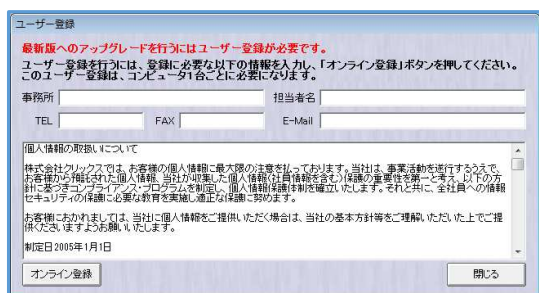 ユーザー登録
最新版へのアップグレードを行うにはユーザー登録が必要です。
ユーザー登録を行うには、登録に必要な以下の情報を入力し、「オンライン登録」ボタンを押してください。
このユーザー登録は、コンピュータ1台ごとに必要になります。
事務所 担当者名
TEL FAX E-Mail
個人情報の取扱いについて
株式会社クリックスでは、お客様の個人情報に最大限の注意を払っております。当社は、事業活動を遂行するうえで、
お客様から預託された個人情報、当社が収集した個人情報(社員情報を含む)保護の重要性を第一と考え、以下の方
針に基づきコンプライアンス・プログラムを制定し、個人情報保護体制を確立いたします。それと共に、全社員への情報
セキュリティの保護に必要な教育を実施し適正な保護に努めます。
お客様におかれましては、当社に個人情報をご提供いただく場合は、当社の基本方針等をご理解いただいた上でご提
供くださいますようお願いいたします。
制定日2005年1月1日
オンライン登録 閉じる